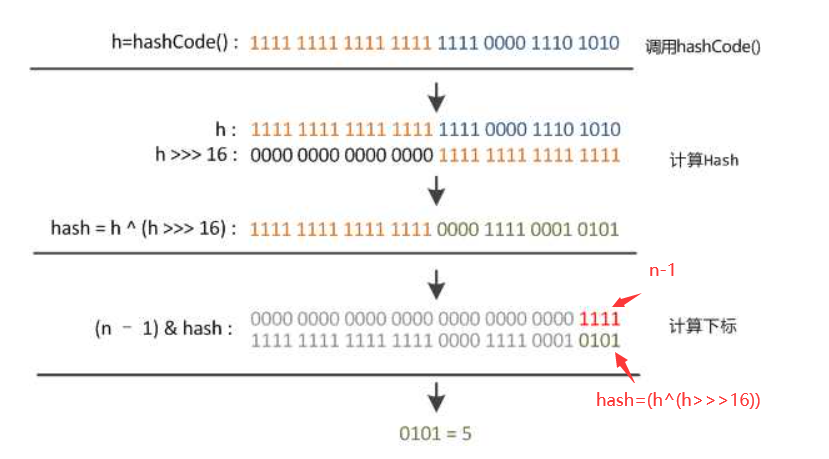 h=hashCode() : 1111 1111 1111 1111 1111 0000 1110 1010 调用hashCode()
h : 1111 1111 1111 1111 1111 0000 1110 1010
h >>> 16 : 0000 0000 0000 0000 1111 1111 1111 1111 计算Hash
hash = h ^ (h >>> 16) : 1111 1111 1111 1111 0000 1111 0001 0101
n-1
(n － 1) & hash : 0000 0000 0000 0000 0000 0000 0000 1111 计算下标
1111 1111 1111 1111 0000 1111 0001 0101
hash=(h^(h>>>16))
0101 = 5